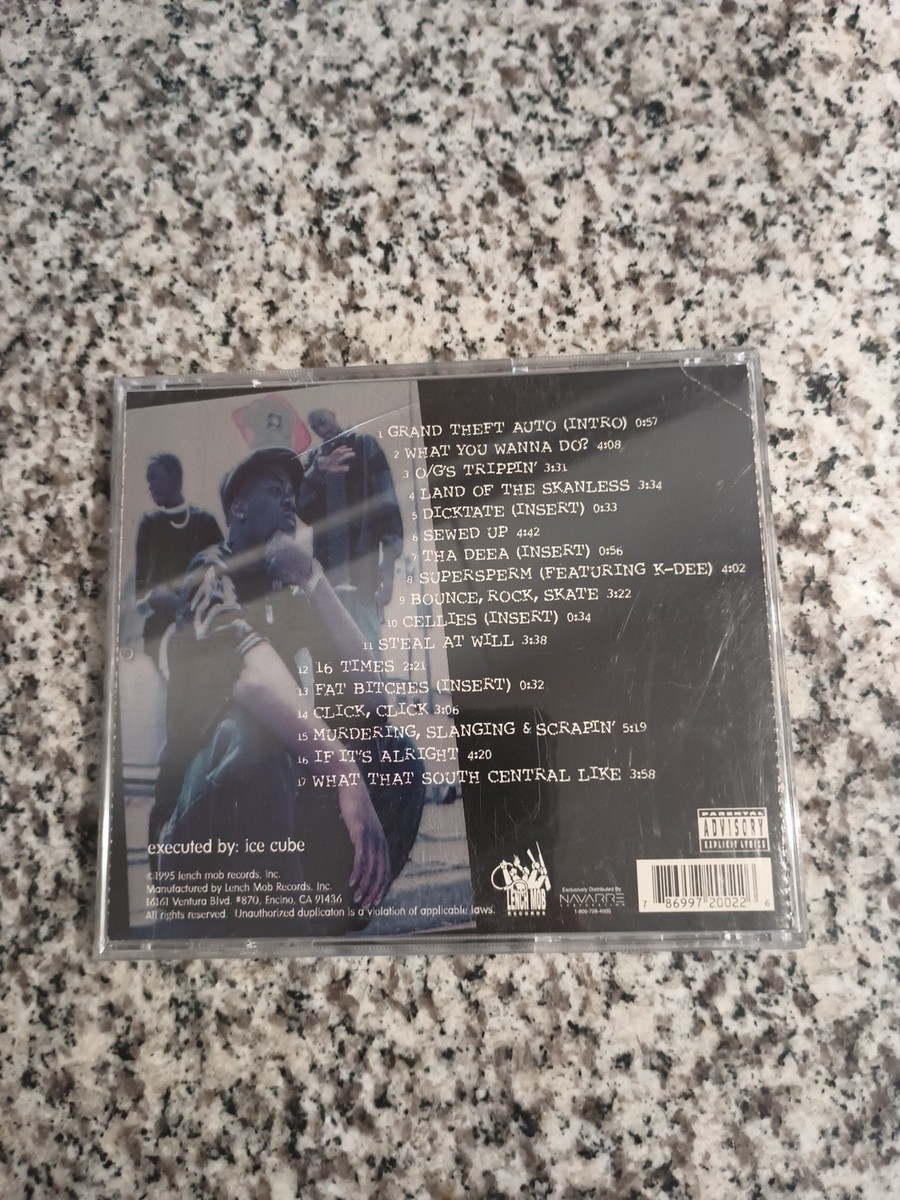 1 GRAND THEFT AUTO (INTRO) 0:57
2 WHAT YOU WANNA DO? 4:08
3 O/G'S TRIPPIN' 3:31
4 LAND OF THE SKANLESS 3:34
5 DICKTATE (INSERT) 0:33
6 SEWED UP 4:42
7 THA DEEA (INSERT) 0:56
8 SUPERSPERM (FEATURING K-DEE) 4:02
9 BOUNCE, ROCK, SKATE 3:22
10 CELLIES (INSERT) 0:34
11 STEAL AT WILL 3:38
12 16 TIMES 2:21
13 FAT BITCHES (INSERT) 0:32
14 CLICK, CLICK 3:06
15 MURDERING, SLANGING & SCRAPIN' 5:19
16 IF IT'S ALRIGHT 4:20
17 WHAT THAT SOUTH CENTRAL LIKE 3:58
executed by: ice cube
©1995 lench mob records, inc.
Manufactured by Lench Mob Records, Inc.
16161 Ventura Blvd. #870, Encino, CA 91436
All rights reserved. Unauthorized duplicaton is a violation of applicable laws.
LENCH MOB
RECORDS
Exclusively Distributed By
NAVARRE
CORPORATION
1-800-728-4000
PARENTAL
ADVISORY
EXPLICIT LYRICS
7 86997 20022 6